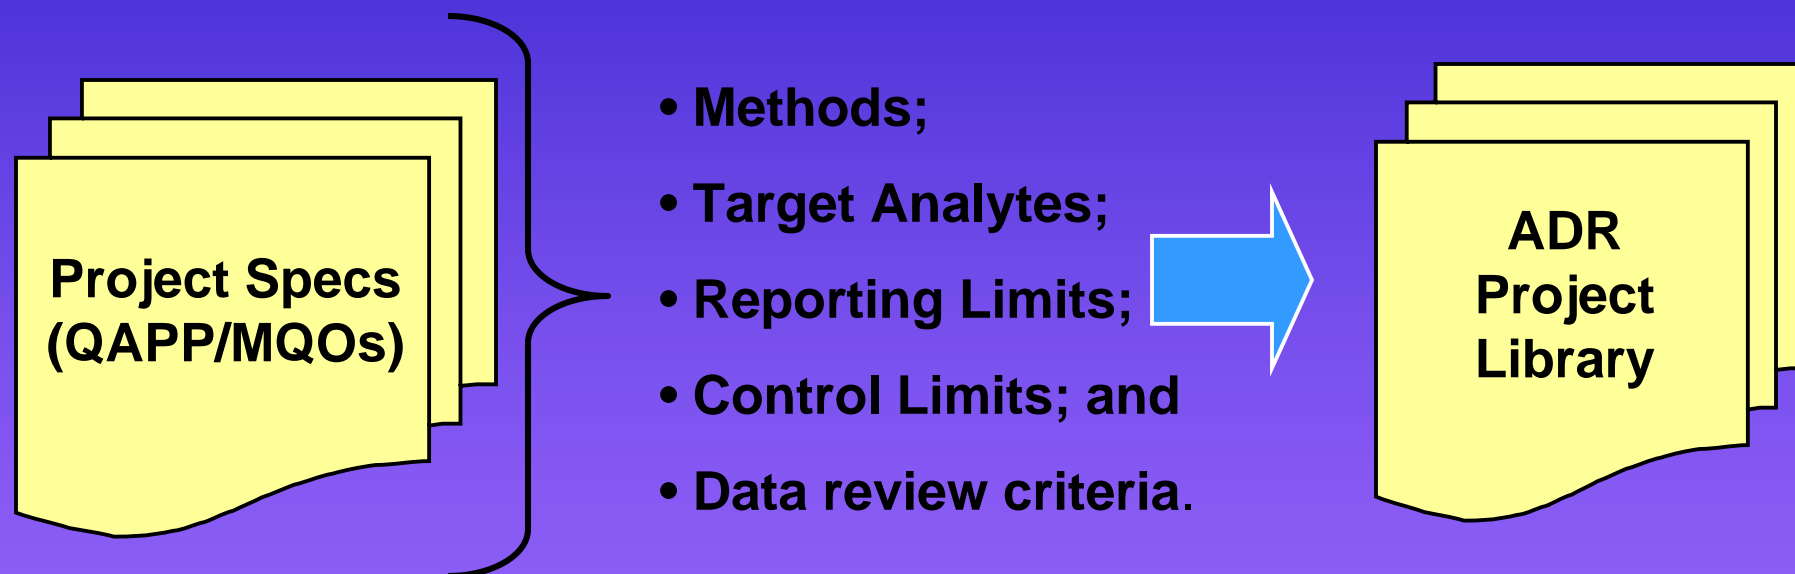 Project Specs
(QAPP/MQOs)
• Methods;
• Target Analytes;
• Reporting Limits;
• Control Limits; and
• Data review criteria.
ADR
Project
Library